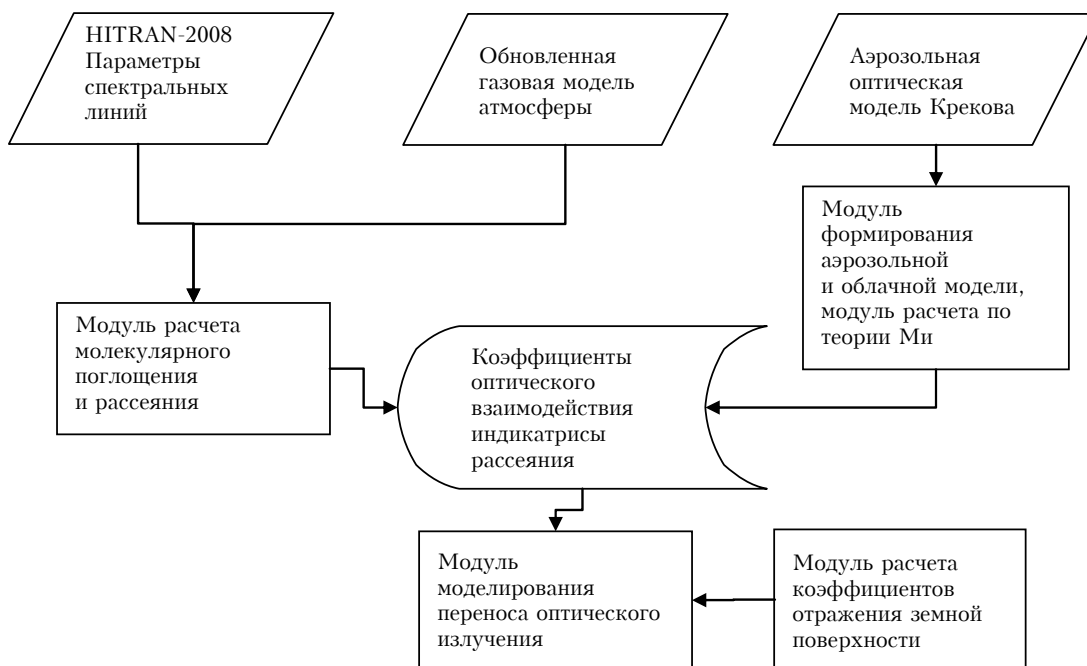 HITRAN-2008
Параметры
спектральных
линий
Обновленная
газовая модель
атмосферы
Аэрозольная
оптическая
модель Крекова
Модуль
формирования
аэрозольной
и облачной модели,
модуль расчета по
теории Ми
Модуль расчета
молекулярного
поглощения
и рассеяния
Коэффициенты
оптического
взаимодействия
индикатрисы
рассеяния
Модуль
моделирования
переноса оптического
излучения
Модуль расчета
коэффициентов
отражения земной
поверхности